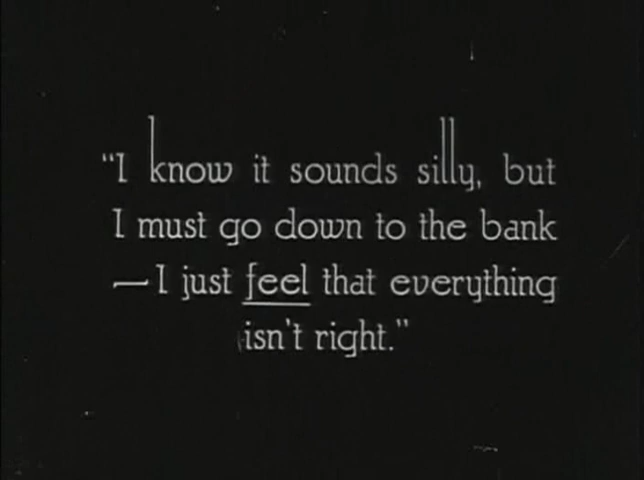 "I know it sounds silly, but
I must go down to the bank
—I just feel that everything
isn't right."